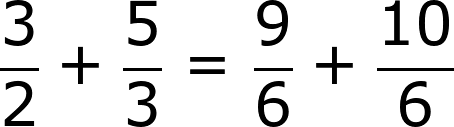 3/2 + 5/3 = 9/6 + 10/6